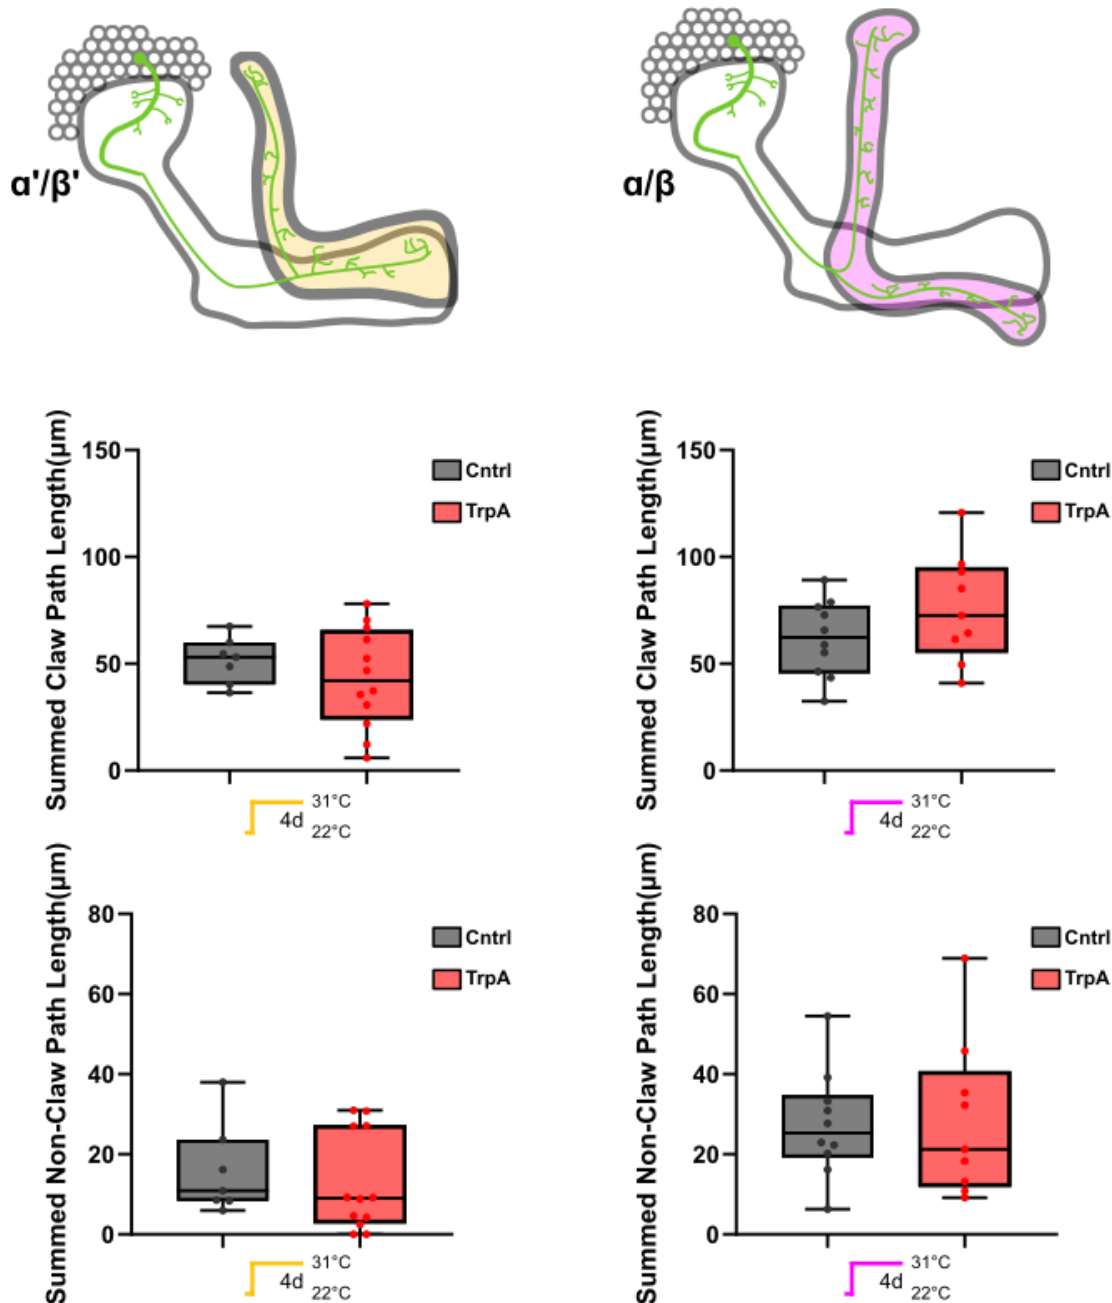 α'/β'
α/β
Summed Claw Path Length(μm)
150
100
50
0
Cntrl
TrpA
4d
31°C
22°C
Summed Claw Path Length(μm)
150
100
50
0
Cntrl
TrpA
4d
31°C
22°C
Summed Non-Claw Path Length(μm)
80
60
40
20
0
Cntrl
TrpA
4d
31°C
22°C
Summed Non-Claw Path Length(μm)
80
60
40
20
0
Cntrl
TrpA
4d
31°C
22°C